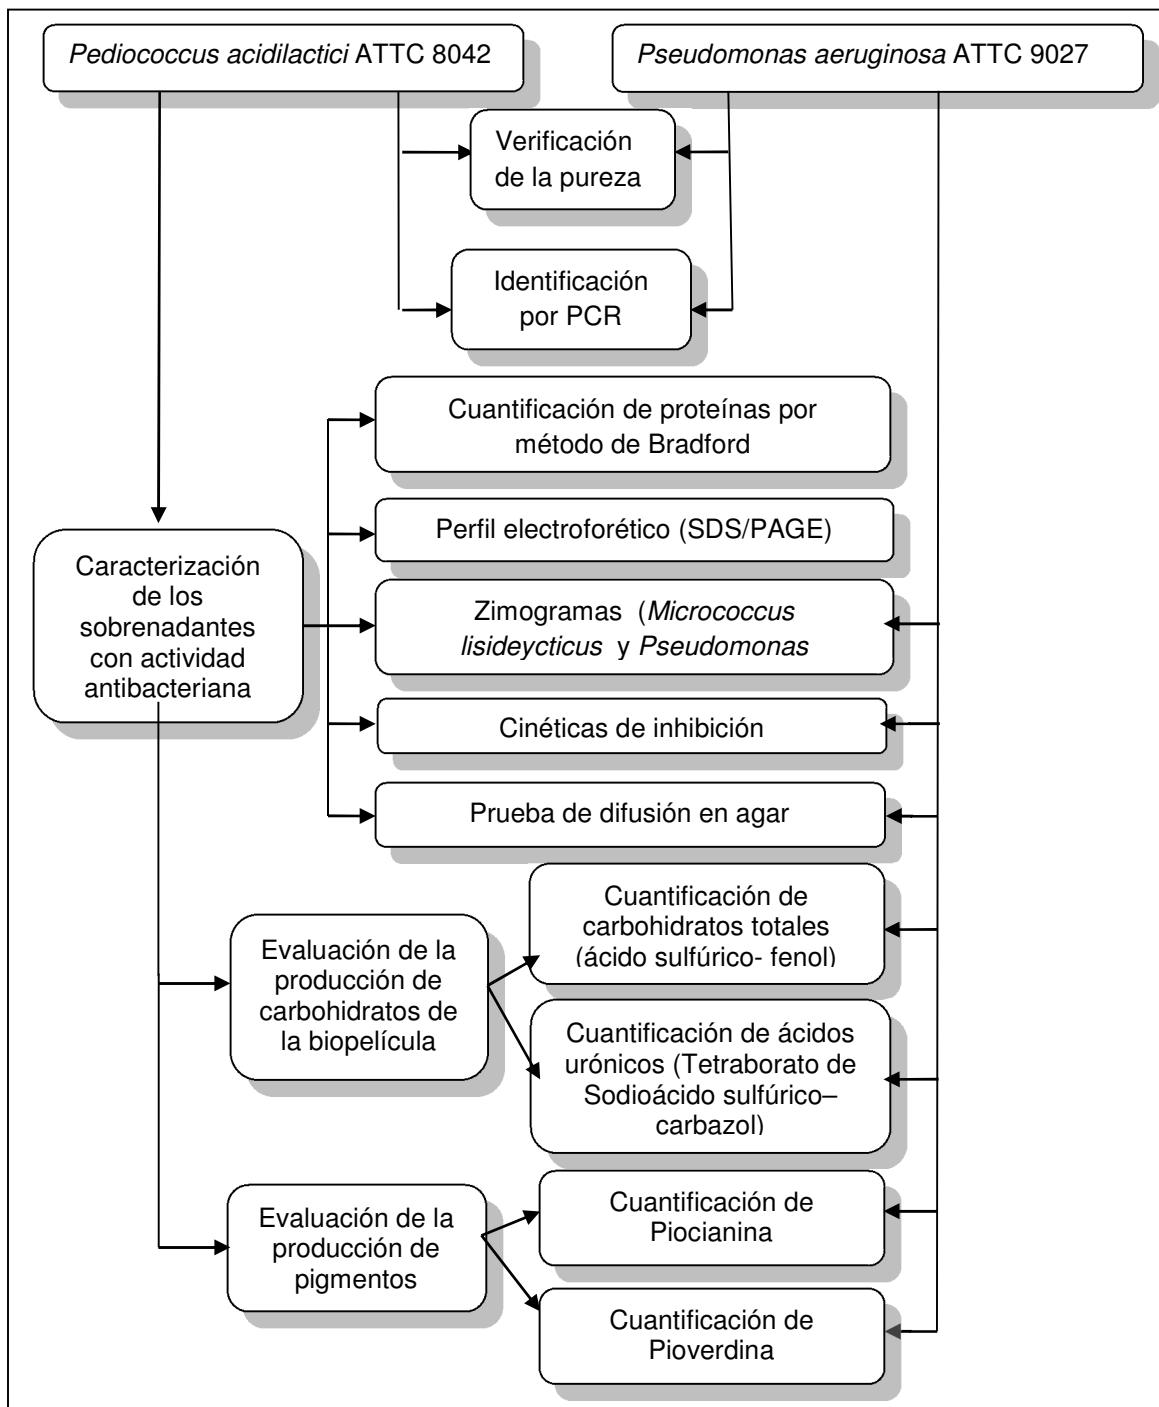 Pediococcus acidilactici ATTC 8042
Pseudomonas aeruginosa ATTC 9027
Verificación
de la pureza
Identificación
por PCR
Cuantificación de proteínas por
método de Bradford
Perfil electroforético (SDS/PAGE)
Caracterización
de los
sobrenadantes
con actividad
antibacteriana
Zimogramas (Micrococcus
lisideycticus y Pseudomonas
Cinéticas de inhibición
Prueba de difusión en agar
Evaluación de la
producción de
carbohidratos de
la biopelícula
Cuantificación de
carbohidratos totales
(ácido sulfúrico- fenol)
Cuantificación de ácidos
urónicos (Tetraborato de
Sodioácido sulfúrico–
carbazol)
Evaluación de la
producción de
pigmentos
Cuantificación de
Piocianina
Cuantificación de
Pioverdina